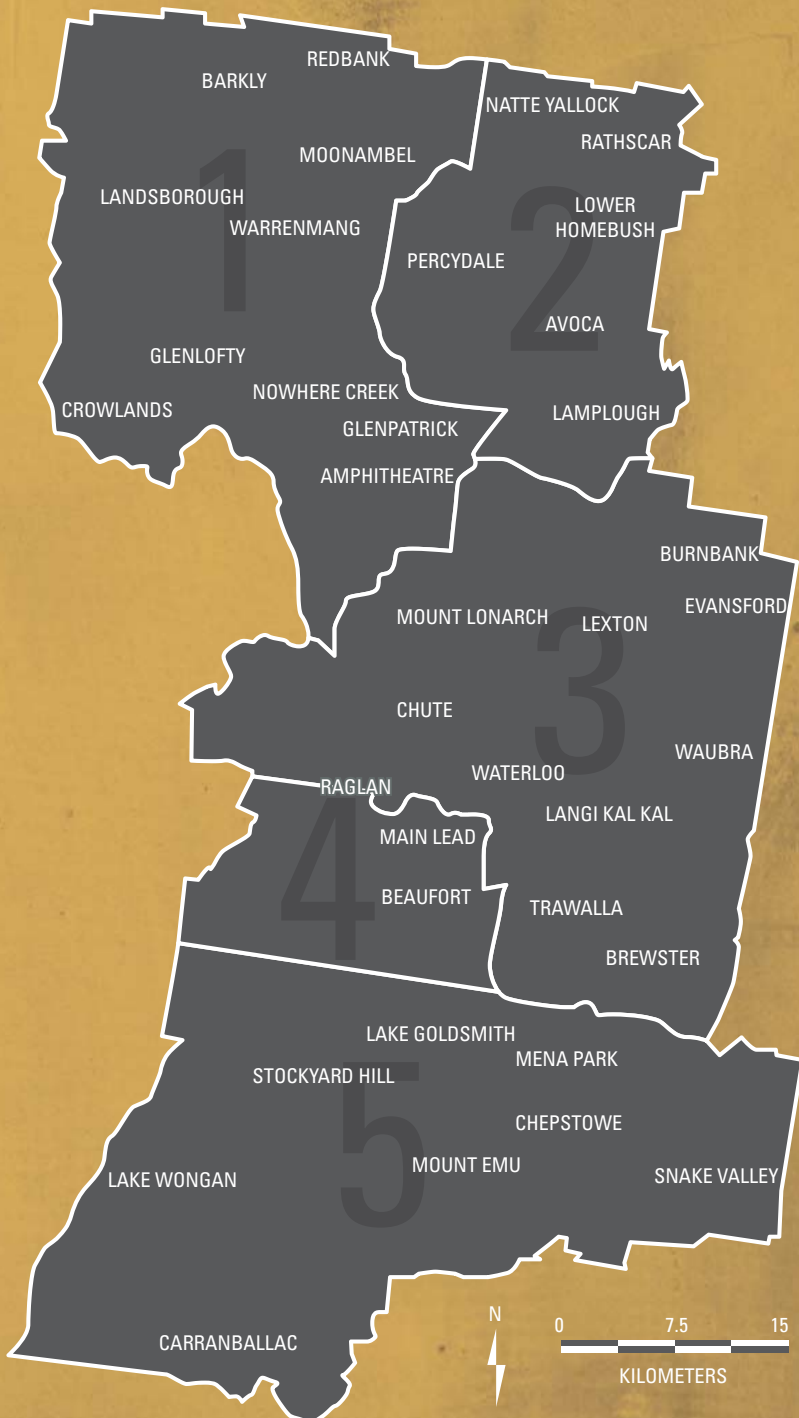 REDBANK
BARKLY
NATTE YALLOCK
RATHSCAR
MOONAMBEL
1
LANDSBOROUGH
WARRENMANG
2
LOWER
HOMEBUSH
PERCYDALE
AVOCA
GLENLOFTY
NOWHERE CREEK
CROWLANDS
GLENPATRICK
LAMPLOUGH
AMPHITHEATRE
BURNBANK
EVANSFORD
MOUNT LONARCH
LEXTON
3
CHUTE
WAUBRA
WATERLOO
RAGLAN
LANGI KAL KAL
MAIN LEAD
4
BEAUFORT
TRAWALLA
BREWSTER
LAKE GOLDSMITH
MENA PARK
STOCKYARD HILL
5
CHEPSTOWE
MOUNT EMU
LAKE WONGAN
SNAKE VALLEY
CARRANBALLAC
N
0 7.5 15
KILOMETERS